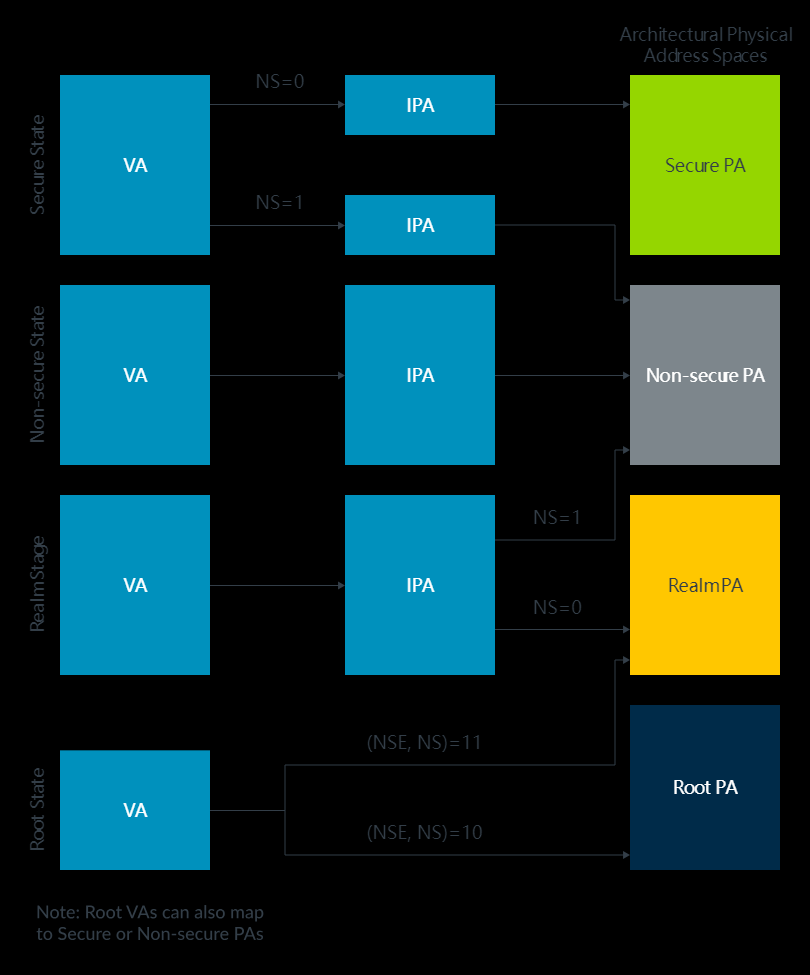 Architectural Physical
Address Spaces
Secure State
VA
NS=0
IPA
NS=1
IPA
Secure PA
Non-secure State
VA
IPA
Non-secure PA
Realm Stage
VA
IPA
NS=1
NS=0
Realm PA
Root State
VA
(NSE, NS)=11
(NSE, NS)=10
Root PA
Note: Root VAs can also map
to Secure or Non-secure PAs